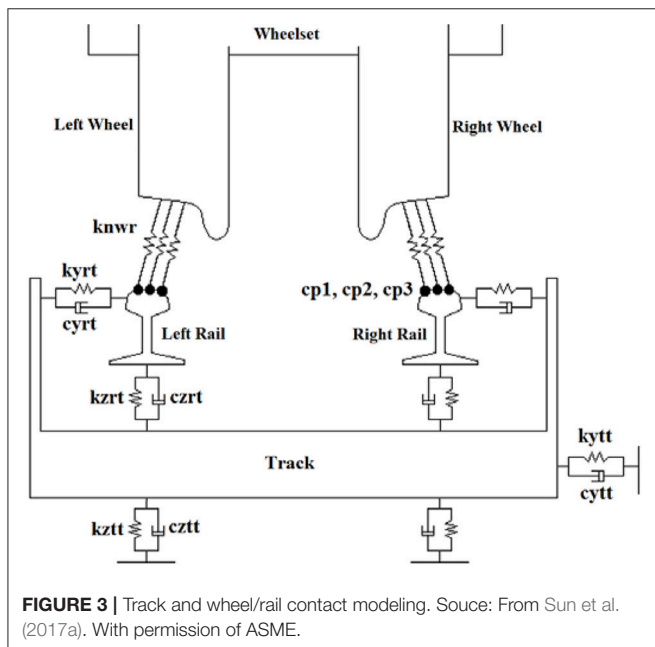 Wheelset
Left Wheel
Right Wheel
knwr
kyrt
cp1, cp2, cp3
cyrt
Left Rail
Right Rail
kzrt
czrt
kytt
Track
cytt
kztt
cztt
FIGURE 3 | Track and wheel/rail contact modeling. Souce: From Sun et al.
(2017a). With permission of ASME.